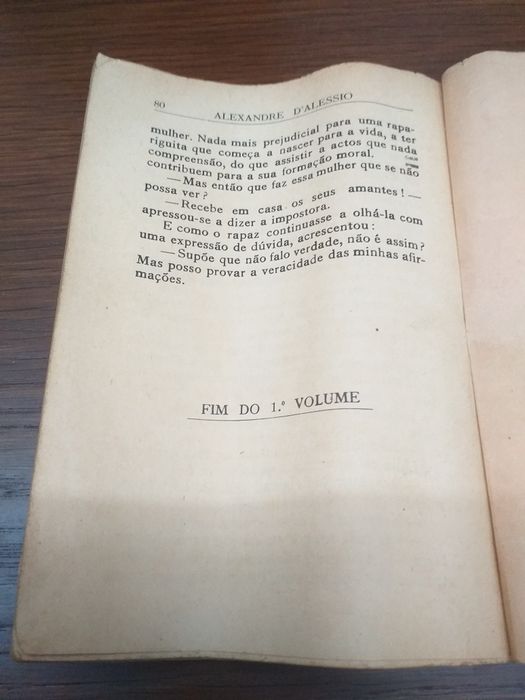 80
ALEXANDRE D'ALESSIO
mulher. Nada mais prejudicial para uma rapa-
riguita que começa a nascer para a vida, a ter
compreensão, do que assistir a actos que nada
contribuem para a sua formação moral.
— Mas então que faz essa mulher que se não
possa ver?
— Recebe em casa os seus amantes! —
apressou-se a dizer a impostora.
E como o rapaz continuasse a olhá-la com
uma expressão de dúvida, acrescentou:
— Supõe que não falo verdade, não é assim?
Mas posso provar a veracidade das minhas afir-
mações.
FIM DO 1.º VOLUME